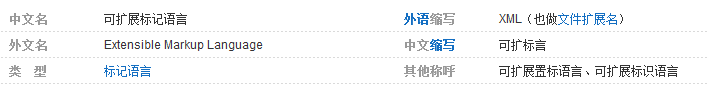 中文名 可扩展标记语言 外语缩写 XML（也做文件扩展名）
外文名 Extensible Markup Language 中文缩写 可扩标言
类 型 标记语言 其他称呼 可扩展置标语言、可扩展标识语言